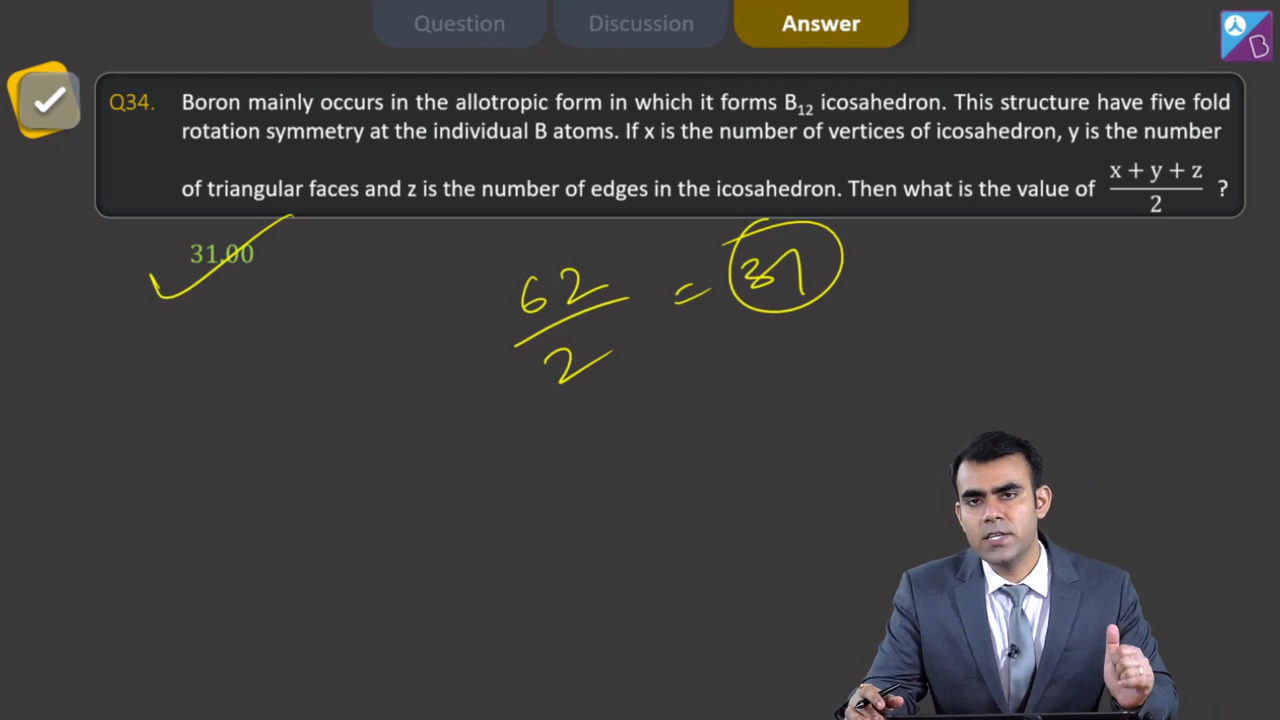 Question Discussion Answer
B
Q34. Boron mainly occurs in the allotropic form in which it forms B₁₂ icosahedron. This structure have five fold
rotation symmetry at the individual B atoms. If x is the number of vertices of icosahedron, y is the number
of triangular faces and z is the number of edges in the icosahedron. Then what is the value of (x + y + z)/2 ?
31.00
62/2 = 31